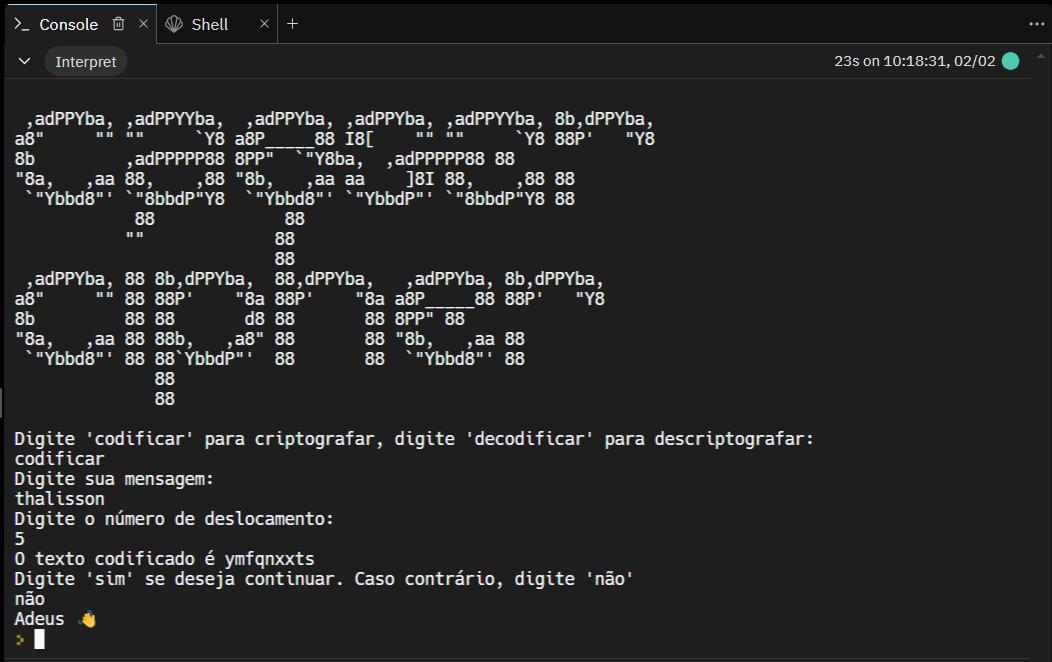 Console
Shell
Interpret
23s on 10:18:31, 02/02
 ,adPPYba, ,adPPYYba,  ,adPPYba, ,adPPYba, ,adPPYYba, 8b,dPPYba,
a8"     "" ""     `Y8 a8P_____88 I8[    "" ""     `Y8 88P'   "Y8
8b         ,adPPPPP88 8PP"  `"Y8ba,  ,adPPPPP88 88
"8a,   ,aa 88,    ,88 "8b,   ,aa aa    ]8I 88,    ,88 88
 `"Ybbd8"' `"8bbdP"Y8  `"Ybbd8"' `"YbbdP"' `"8bbdP"Y8 88
            88             88
           ""             88
                          88
 ,adPPYba, 88 8b,dPPYba,  88,dPPYba,   ,adPPYba, 8b,dPPYba,
a8"     "" 88 88P'    "8a 88P'    "8a a8P_____88 88P'   "Y8
8b         88 88       d8 88       88 8PP" 88
"8a,   ,aa 88 88b,   ,a8" 88       88 "8b,   ,aa 88
 `"Ybbd8"' 88 88`YbbdP"'  88       88  `"Ybbd8"' 88
              88
              88
Digite 'codificar' para criptografar, digite 'decodificar' para descriptografar:
codificar
Digite sua mensagem:
thalisson
Digite o número de deslocamento:
5
O texto codificado é ymfqnxxts
Digite 'sim' se deseja continuar. Caso contrário, digite 'não'
não
Adeus 👋
>